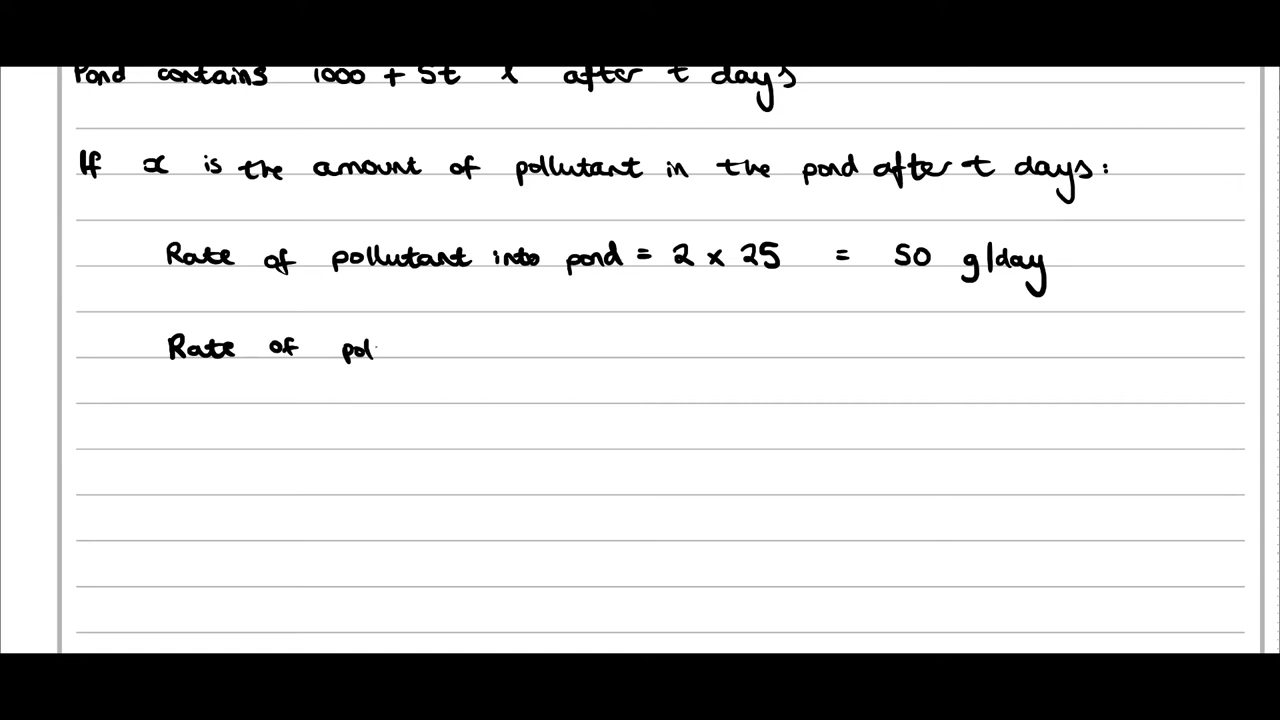 Pond contains 1000 + 5t after t days
If x is the amount of pollutant in the pond after t days:
Rate of pollutant into pond = 2 × 25 = 50 g/day
Rate of pol